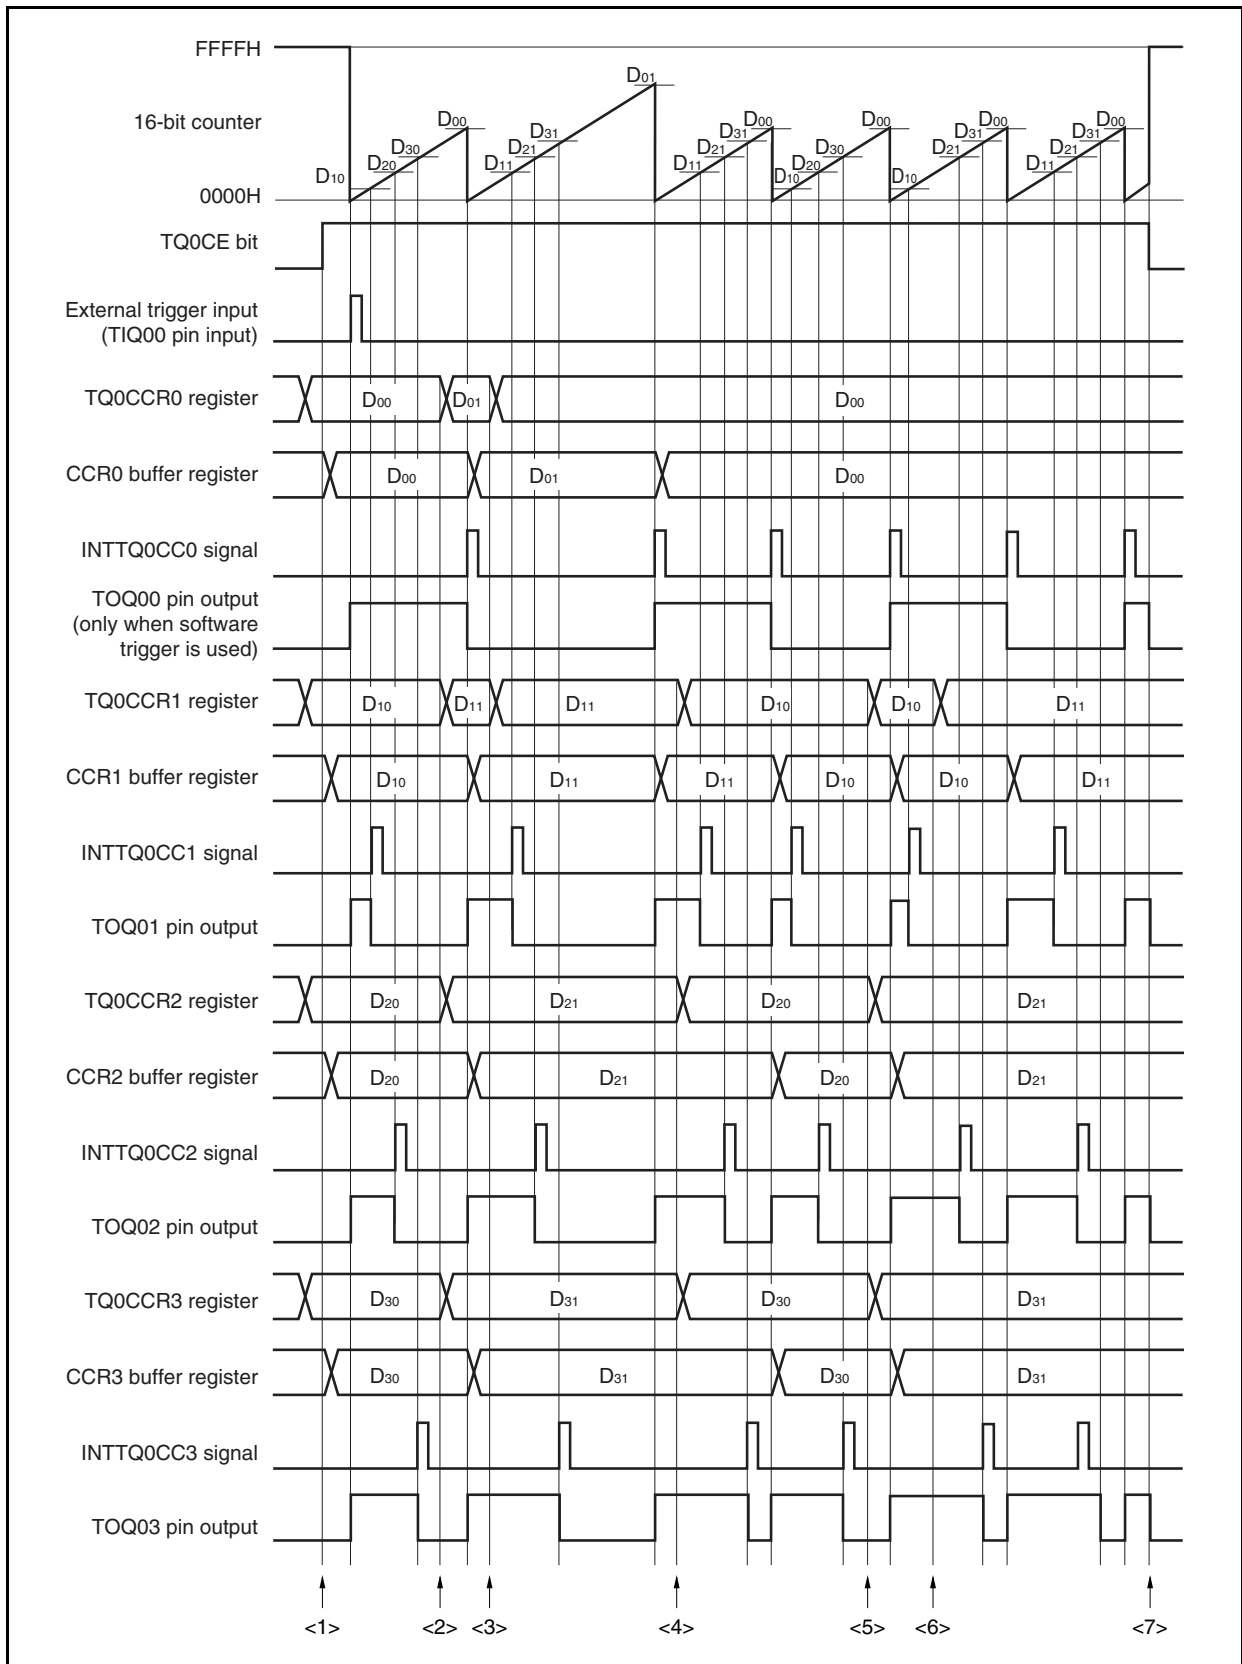 FFFFH
D01
16-bit counter
D00 D00 D00 D00 D00
D30 D31 D31 D31 D31
D20 D21 D21 D30 D21 D21
D10 D11 D11 D10 D20 D10 D11
0000H
TQ0CE bit
External trigger input
(TIQ00 pin input)
TQ0CCR0 register D00 D01 D00
CCR0 buffer register D00 D01 D00
INTTQ0CC0 signal
TOQ00 pin output
(only when software
trigger is used)
TQ0CCR1 register D10 D11 D11 D10 D10 D11
CCR1 buffer register D10 D11 D11 D10 D10 D11
INTTQ0CC1 signal
TOQ01 pin output
TQ0CCR2 register D20 D21 D20 D21
CCR2 buffer register D20 D21 D20 D21
INTTQ0CC2 signal
TOQ02 pin output
TQ0CCR3 register D30 D31 D30 D31
CCR3 buffer register D30 D31 D30 D31
INTTQ0CC3 signal
TOQ03 pin output
<1> <2> <3> <4> <5> <6> <7>